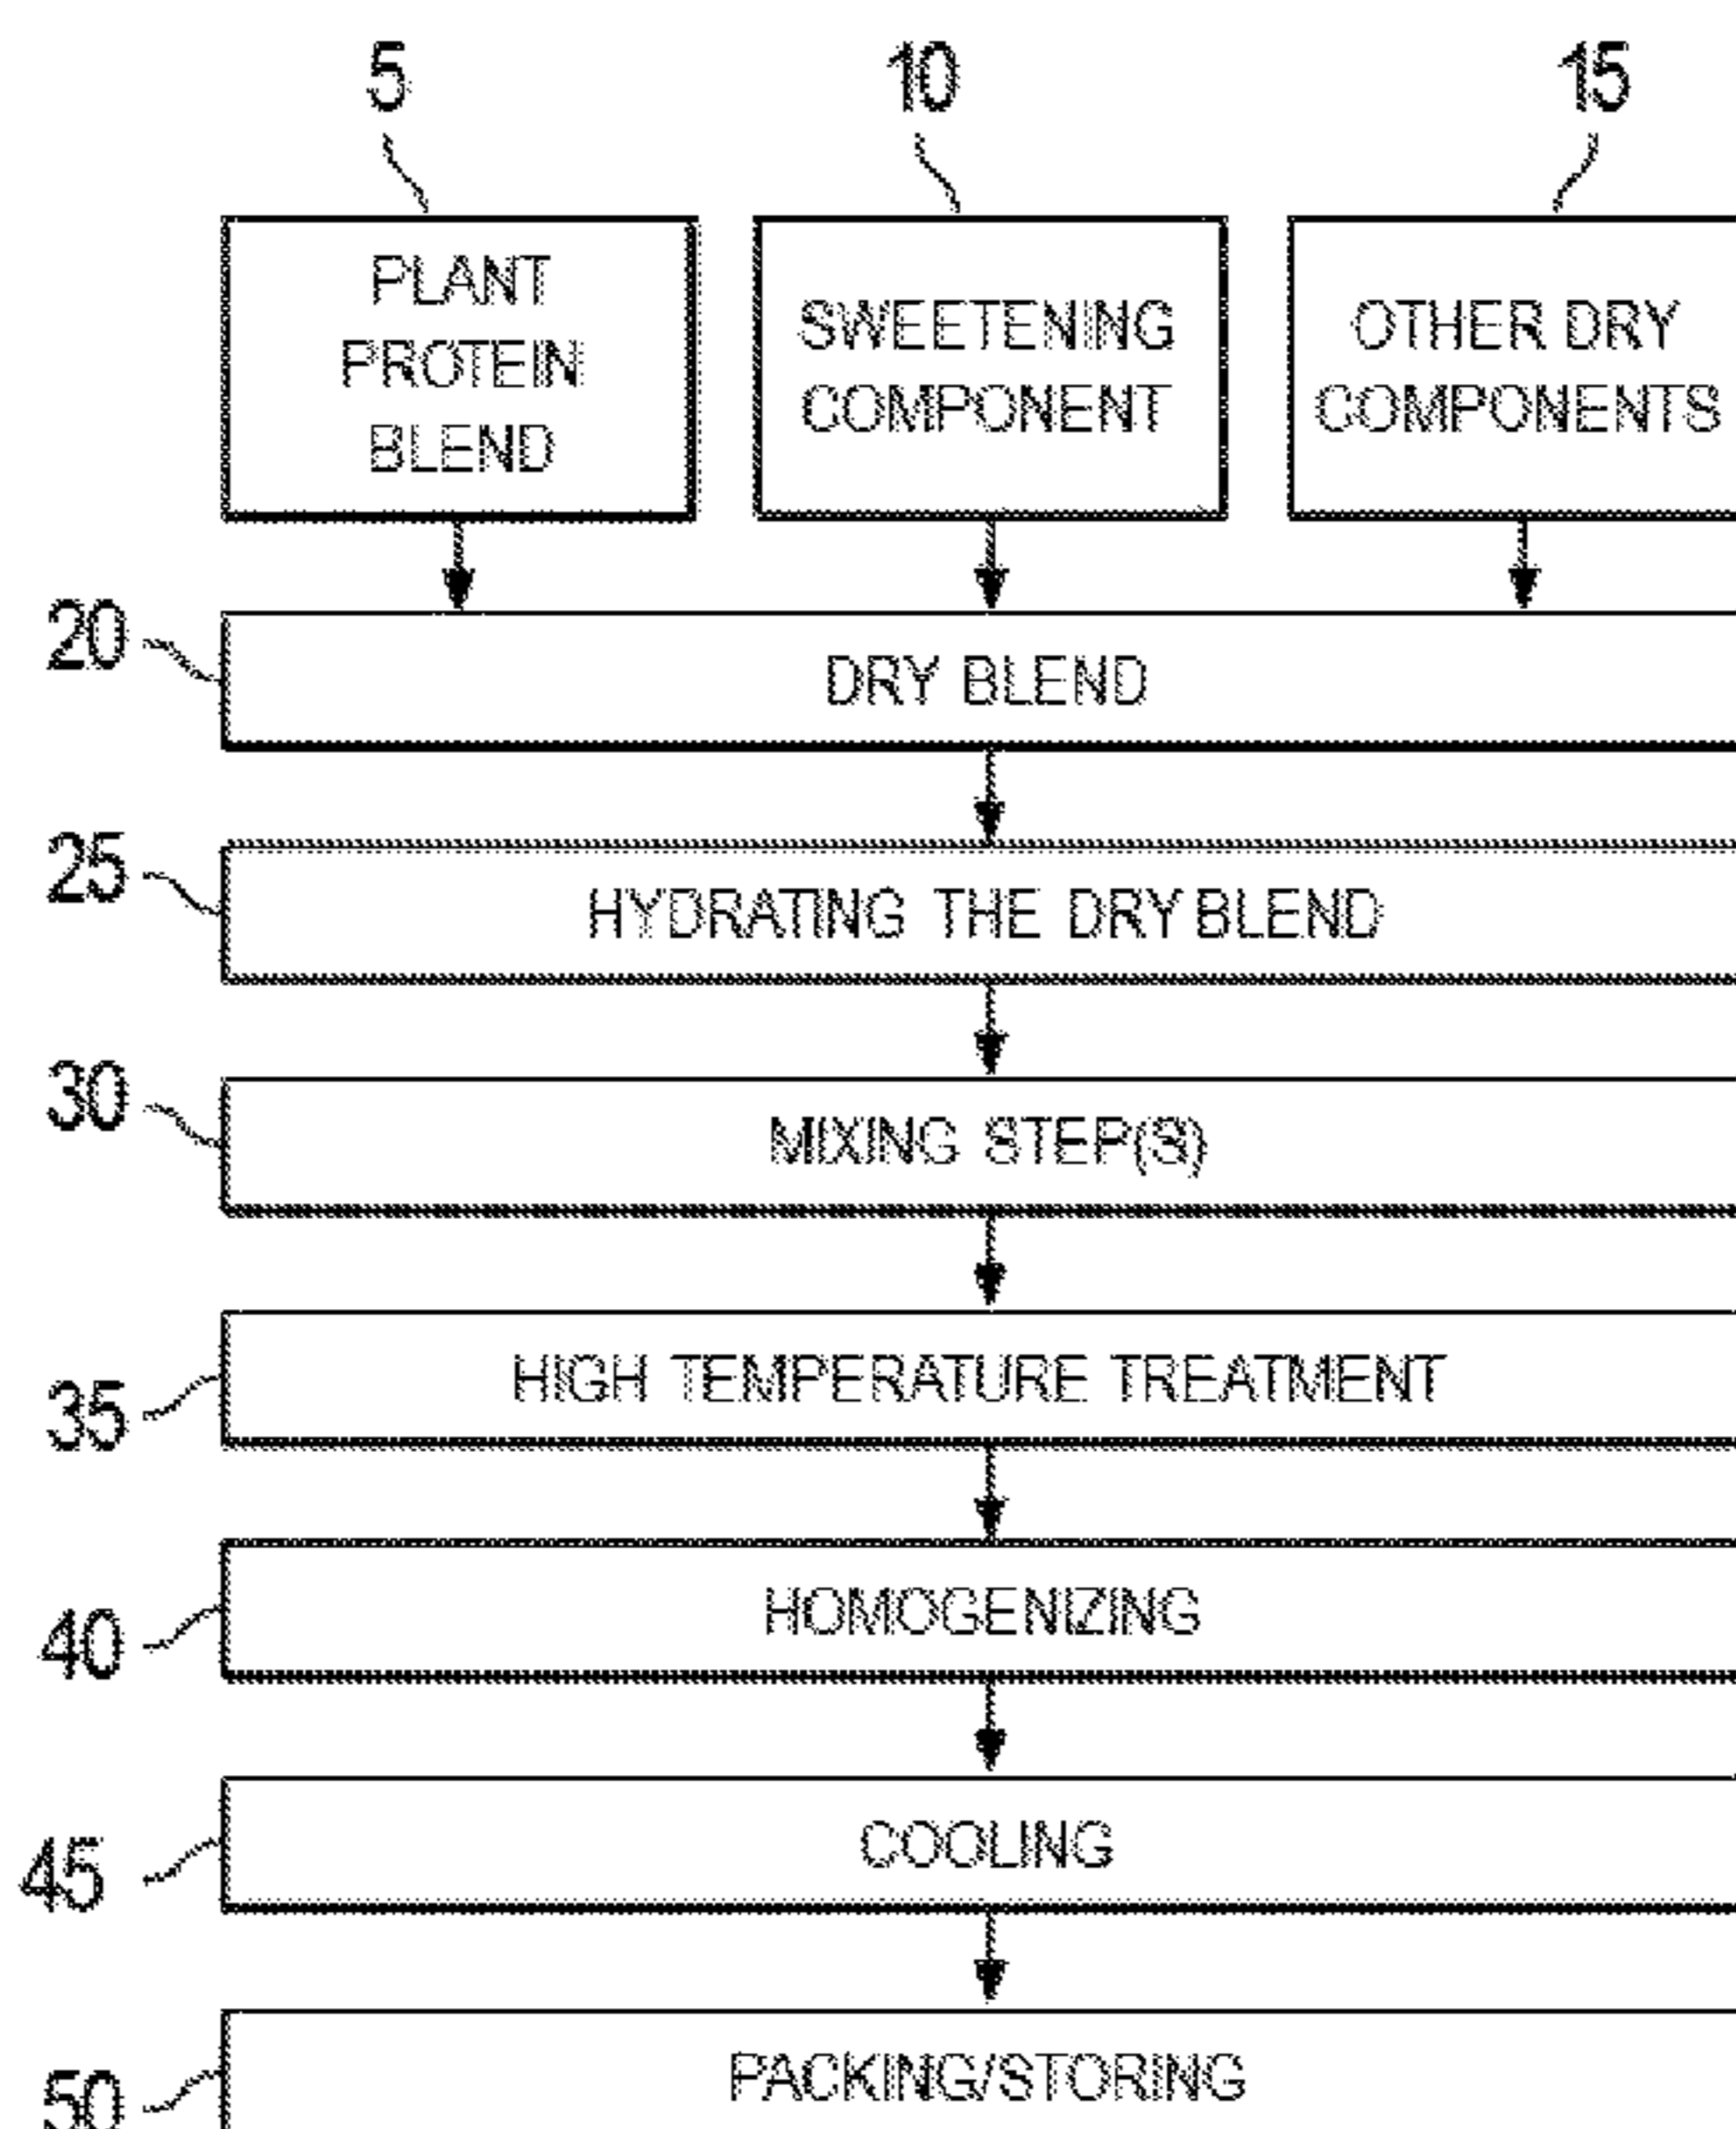 5
10
15
PLANT
PROTEIN
BLEND
SWEETENING
COMPONENT
OTHER DRY
COMPONENTS
20
DRY BLEND
25
HYDRATING THE DRY BLEND
30
MIXING STEP(S)
35
HIGH TEMPERATURE TREATMENT
40
HOMOGENIZING
45
COOLING
50
PACKING/STORING